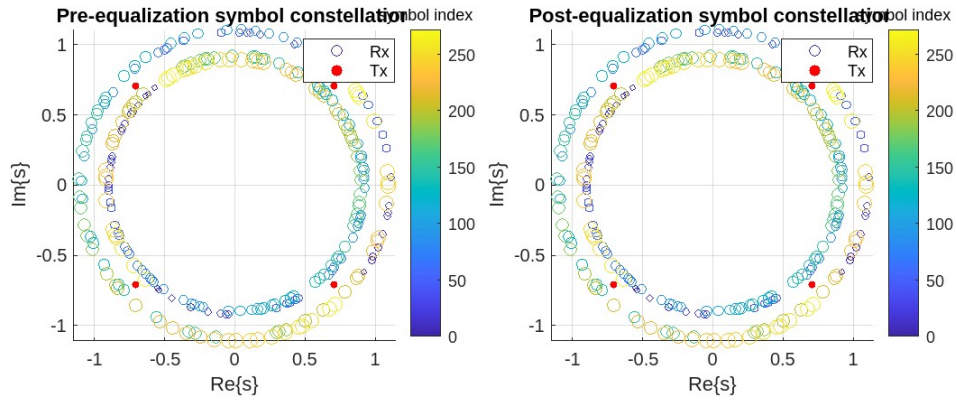 Pre-equalization symbol constellation
symbol index
1
0.5
0
-0.5
-1
Im{s}
-1
-0.5
0
0.5
1
Re{s}
Rx
Tx
250
200
150
100
50
0
Post-equalization symbol constellation
symbol index
1
0.5
0
-0.5
-1
Im{s}
-1
-0.5
0
0.5
1
Re{s}
Rx
Tx
250
200
150
100
50
0